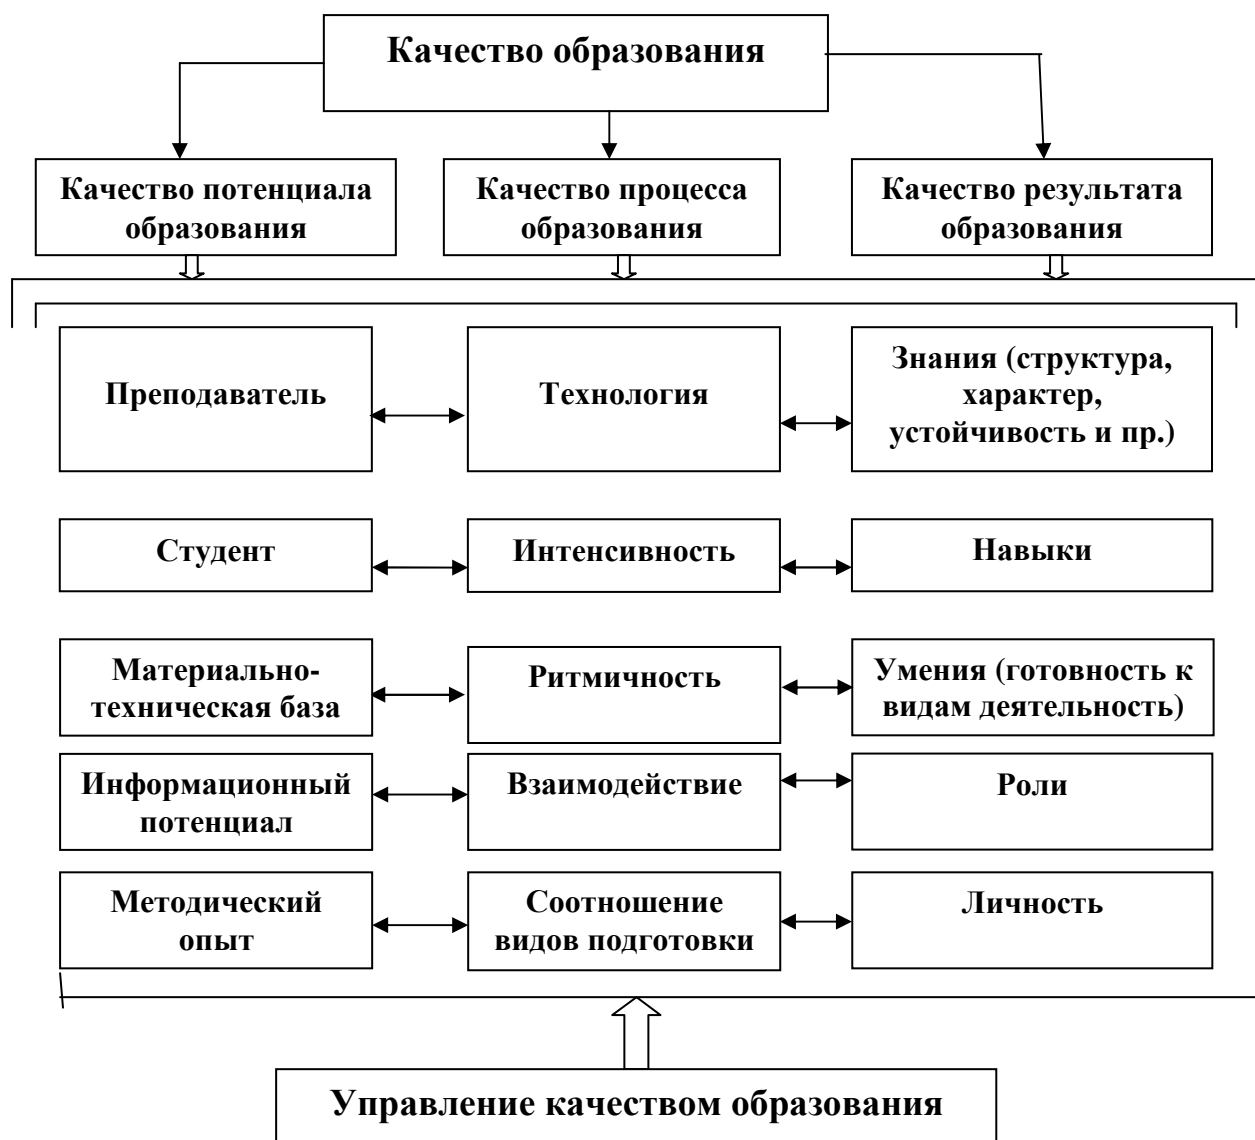 Качество образования
Качество потенциала
образования
Качество процесса
образования
Качество результата
образования
Преподаватель
Технология
Знания (структура,
характер,
устойчивость и пр.)
Студент
Интенсивность
Навыки
Материально-
техническая база
Ритмичность
Умения (готовность к
видам деятельность)
Информационный
потенциал
Взаимодействие
Роли
Методический
опыт
Соотношение
видов подготовки
Личность
Управление качеством образования